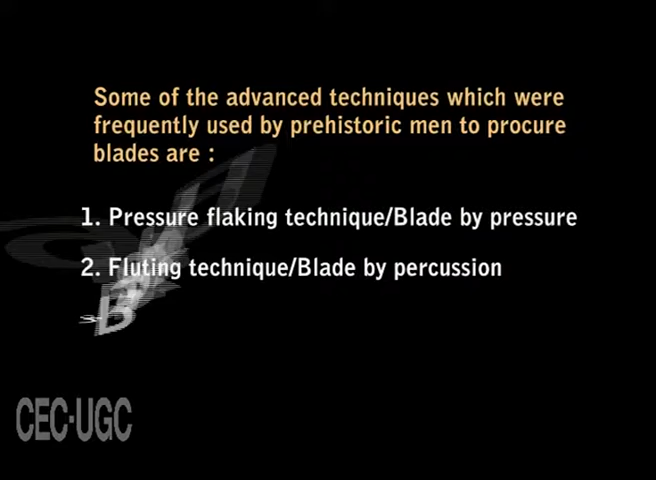 Some of the advanced techniques which were
frequently used by prehistoric men to procure
blades are :
1. Pressure flaking technique/Blade by pressure
2. Fluting technique/Blade by percussion
3. B
CEC-UGC